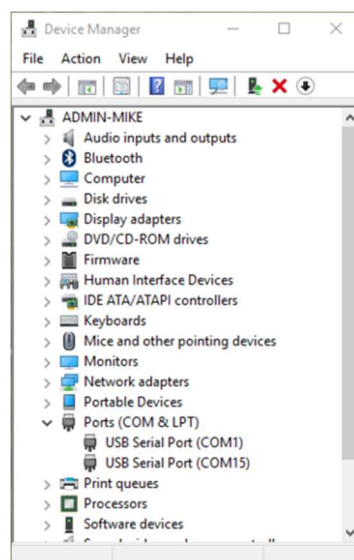 Device Manager
File Action View Help
ADMIN-MIKE
Audio inputs and outputs
Bluetooth
Computer
Disk drives
Display adapters
DVD/CD-ROM drives
Firmware
Human Interface Devices
IDE ATA/ATAPI controllers
Keyboards
Mice and other pointing devices
Monitors
Network adapters
Portable Devices
Ports (COM & LPT)
USB Serial Port (COM1)
USB Serial Port (COM15)
Print queues
Processors
Software devices